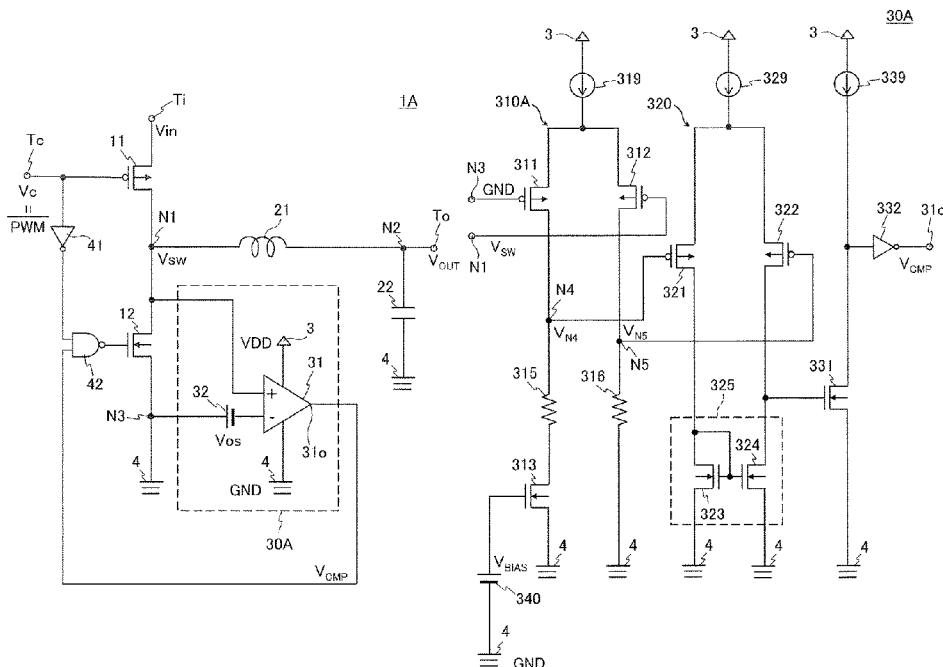 30A
1A
Ti
Vin
Tc
11
Vc
=
PWM
41
N1
VSW
21
N2
To
VOUT
22
4
12
42
VDD
3
31
32
+
-
N3
Vos
31o
4
4
GND
30A
VCMP
3
319
310A
311
312
N3
GND
N1
VSW
N4
VN4
VN5
N5
315
316
313
VBIAS
340
4
GND
4
4
3
329
320
321
322
325
323
324
4
4
3
339
332
31o
VCMP
331
4